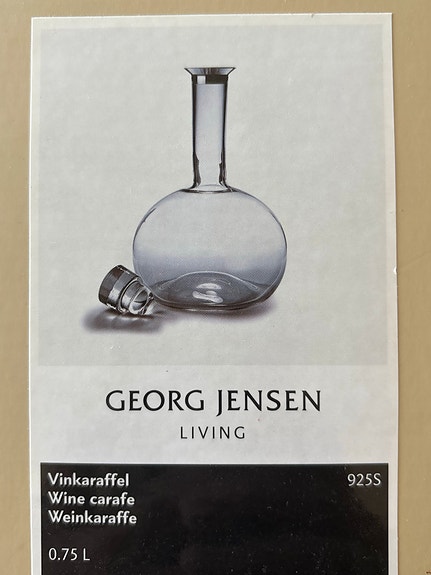 GEORG JENSEN
LIVING
Vinkaraffel 925S
Wine carafe
Weinkaraffe
0.75 L